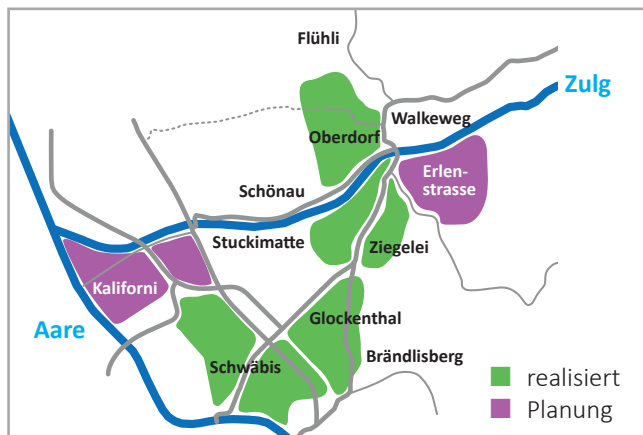 Flühli
Zulg
Walkeweg
Oberdorf
Erlen-
strasse
Schönau
Stuckimatte
Ziegelei
Kaliforni
Glockenthal
Aare
Brändlisberg
Schwäbis
realisiert
Planung